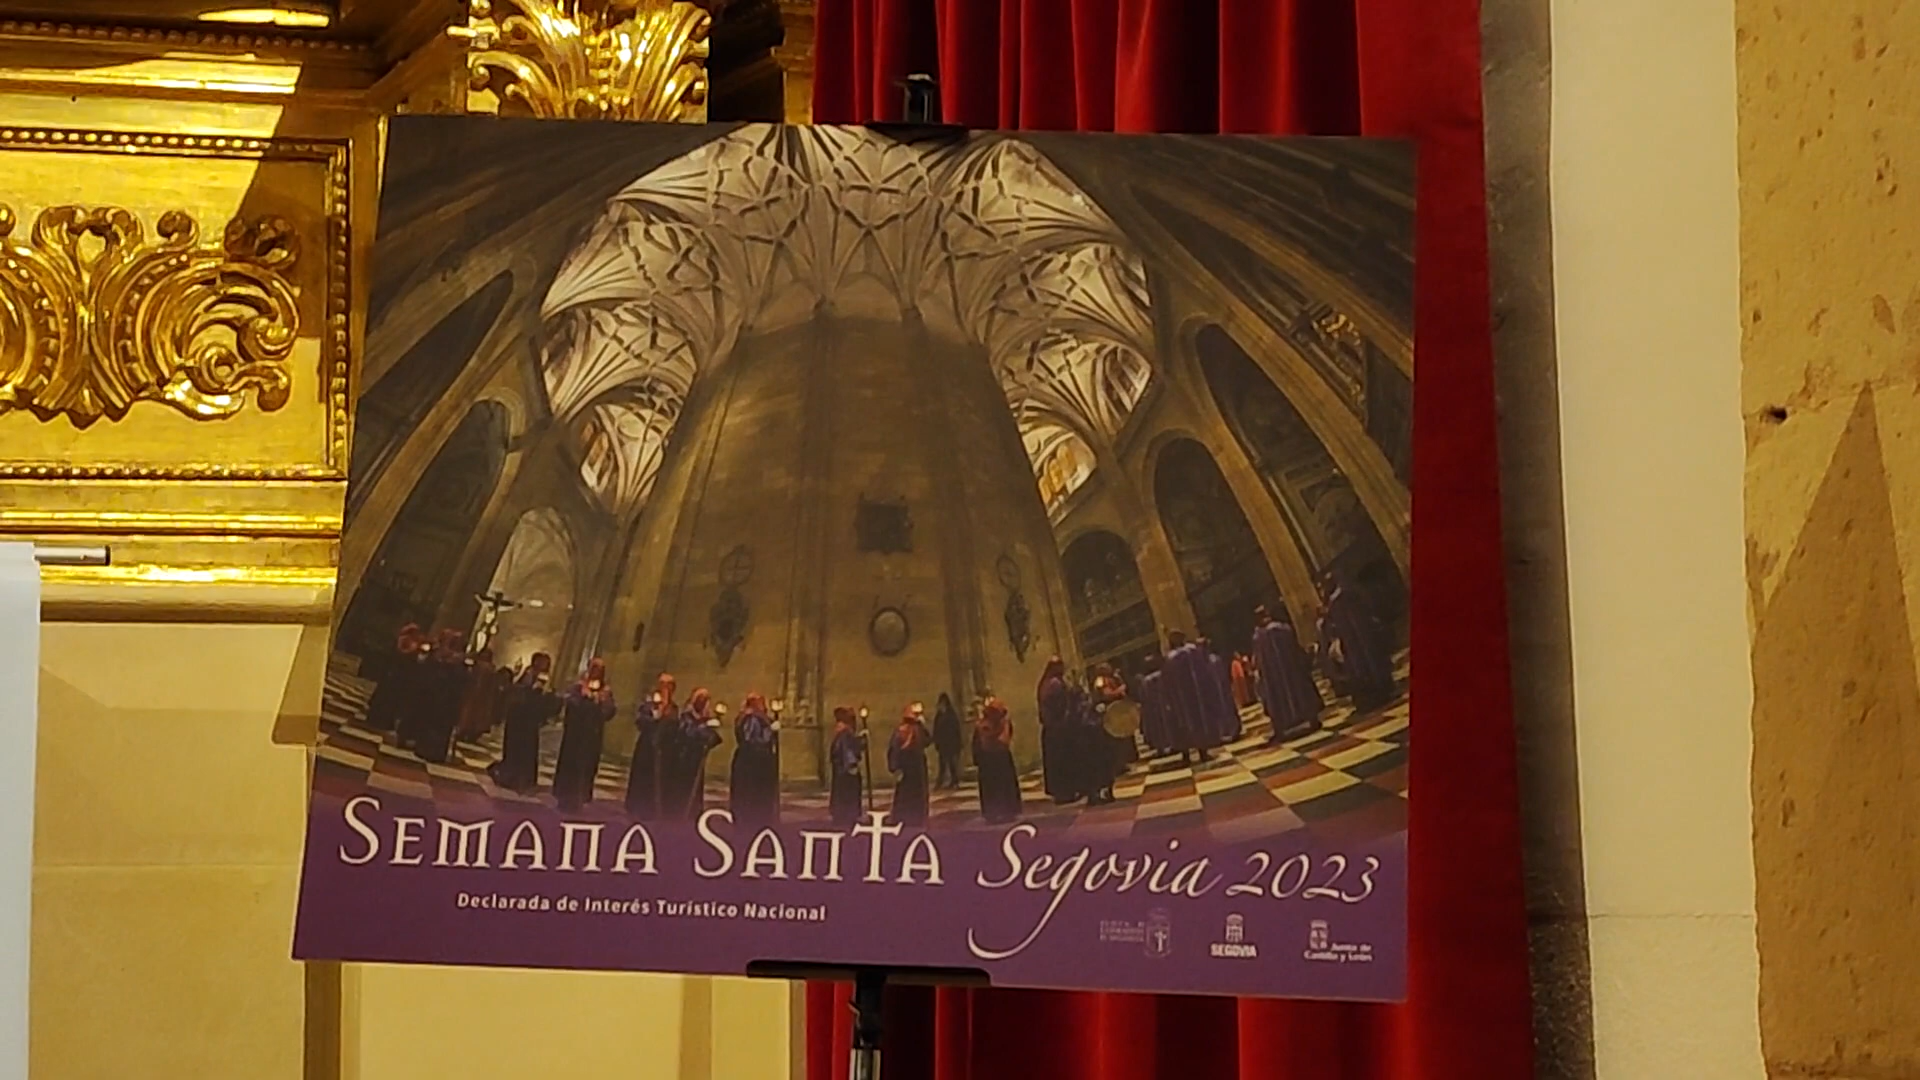 Semana Santa Segovia 2023
Declarada de Interés Turístico Nacional
SEGOVIA
Junta de
Castilla y León